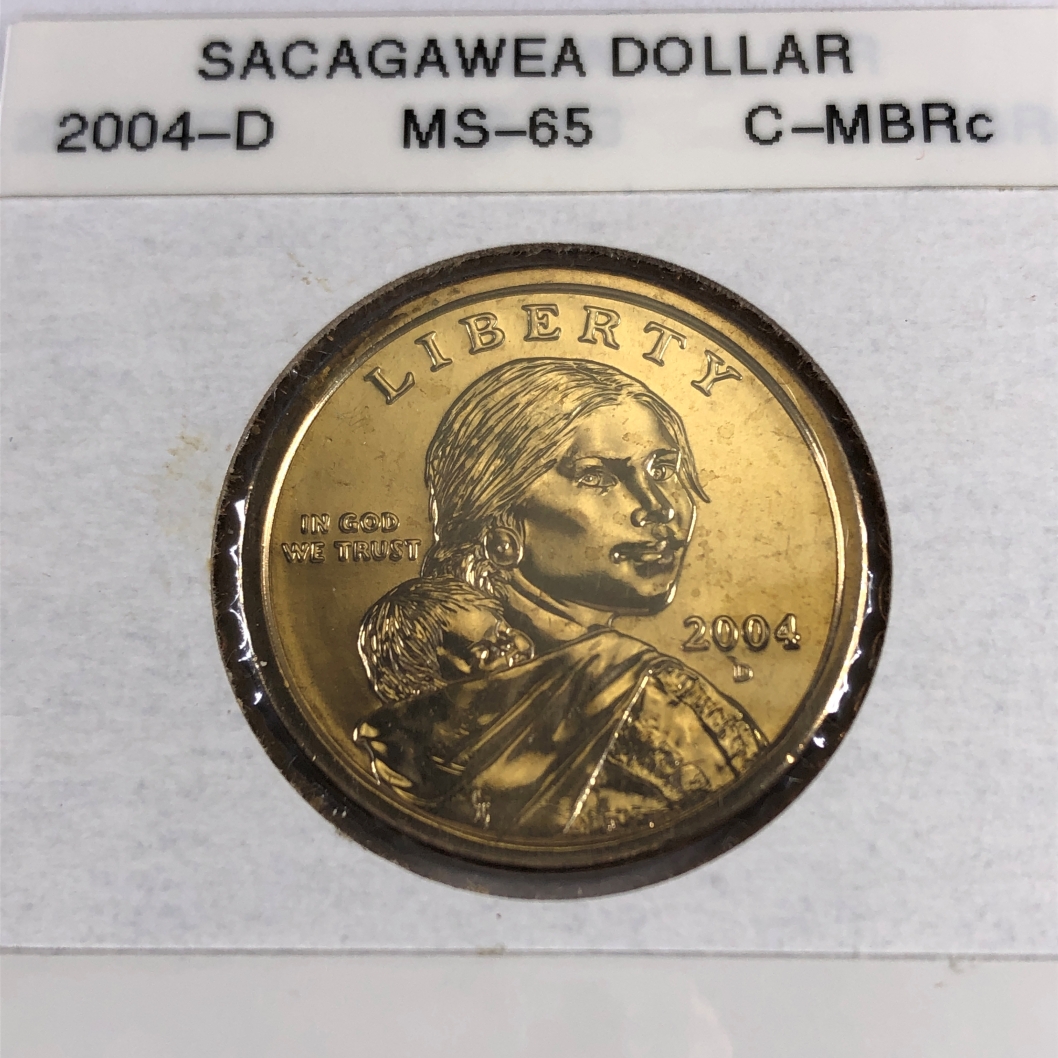 SACAGAWEA DOLLAR
2004–D MS–65 C–MBRc
LIBERTY
IN GOD
WE TRUST
2004
D